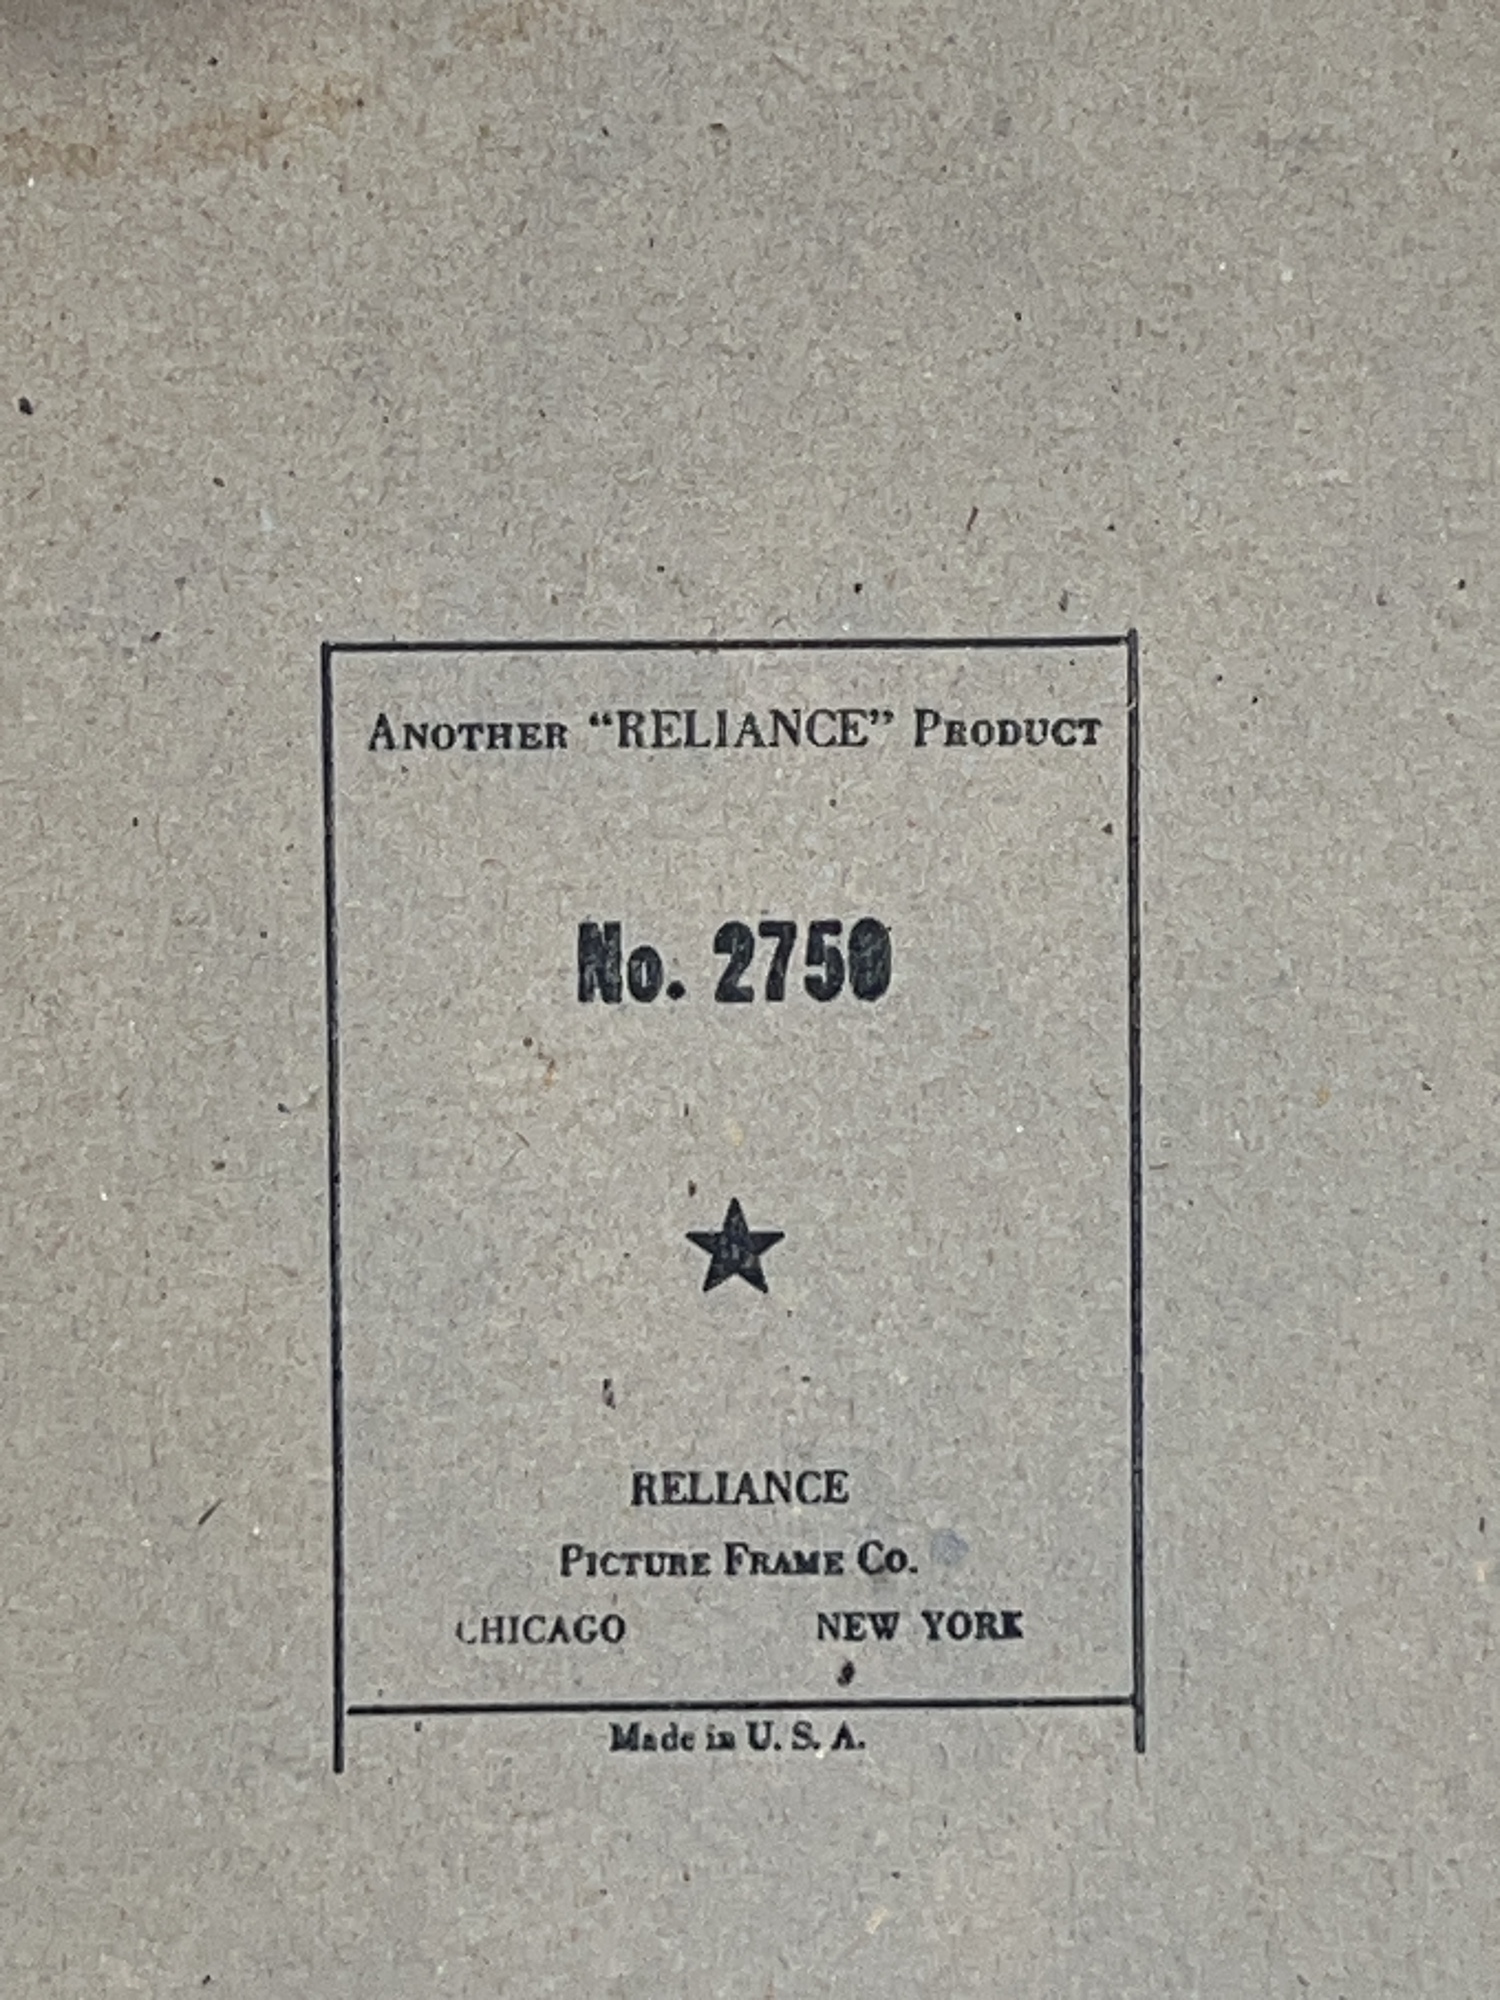 Another “RELIANCE” Product
No. 2750
RELIANCE
Picture Frame Co.
CHICAGO NEW YORK
Made in U. S. A.